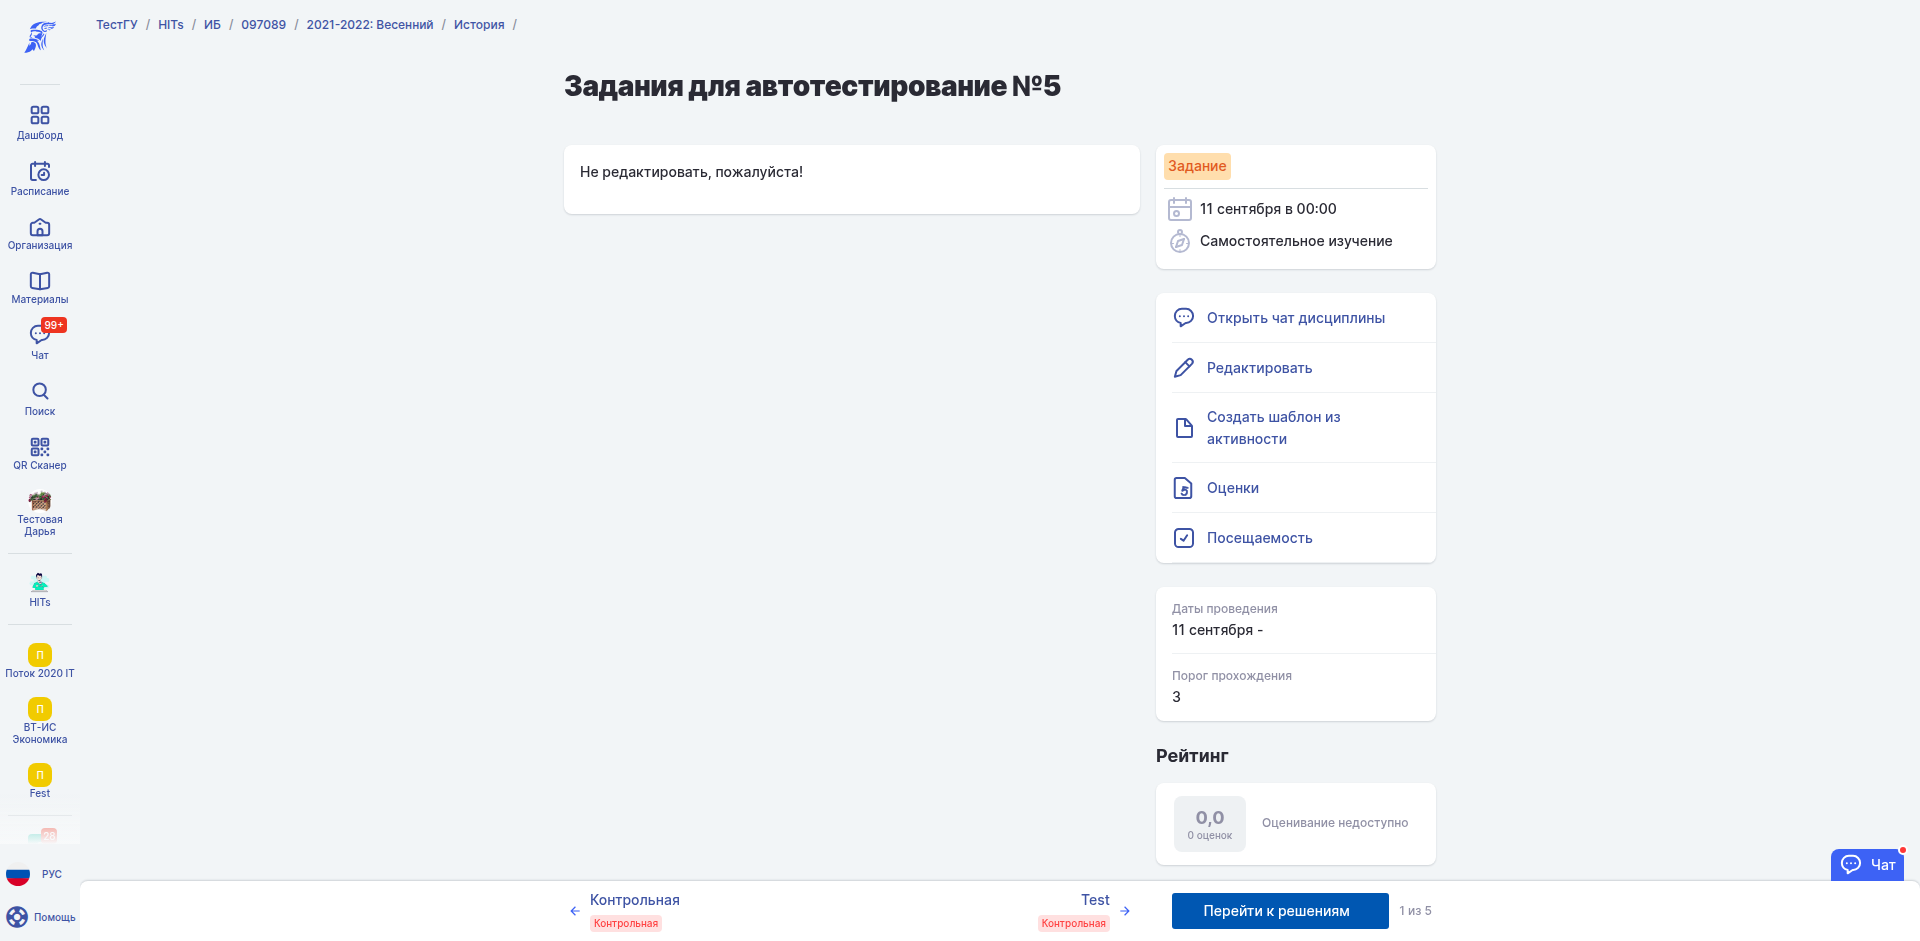 ТестГУ / HITs / ИБ / 097089 / 2021-2022: Весенний / История /
Дашборд
Расписание
Организация
Материалы
99+
Чат
Поиск
QR Сканер
Тестовая
Дарья
HITs
П
Поток 2020 IT
П
ВТ-ИС
Экономика
П
Fest
28
РУС
Помощь
Задания для автотестирование №5
Не редактировать, пожалуйста!
Задание
11 сентября в 00:00
Самостоятельное изучение
Открыть чат дисциплины
Редактировать
Создать шаблон из
активности
Оценки
Посещаемость
Даты проведения
11 сентября -
Порог прохождения
3
Рейтинг
0,0
0 оценок
Оценивание недоступно
Чат
Контрольная
Контрольная
Test
Контрольная
Перейти к решениям
1 из 5